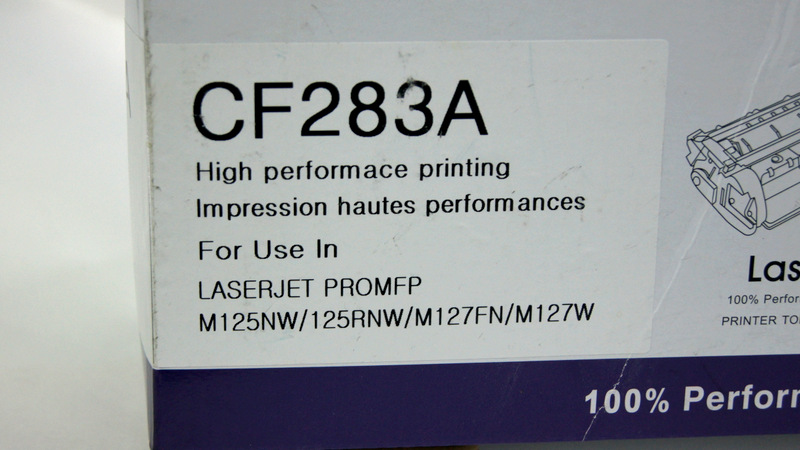 CF283A
High performace printing
Impression hautes performances
For Use In
LASERJET PROMFP
M125NW/125RNW/M127FN/M127W
Las
100% Perfor
PRINTER TO
100% Perfor